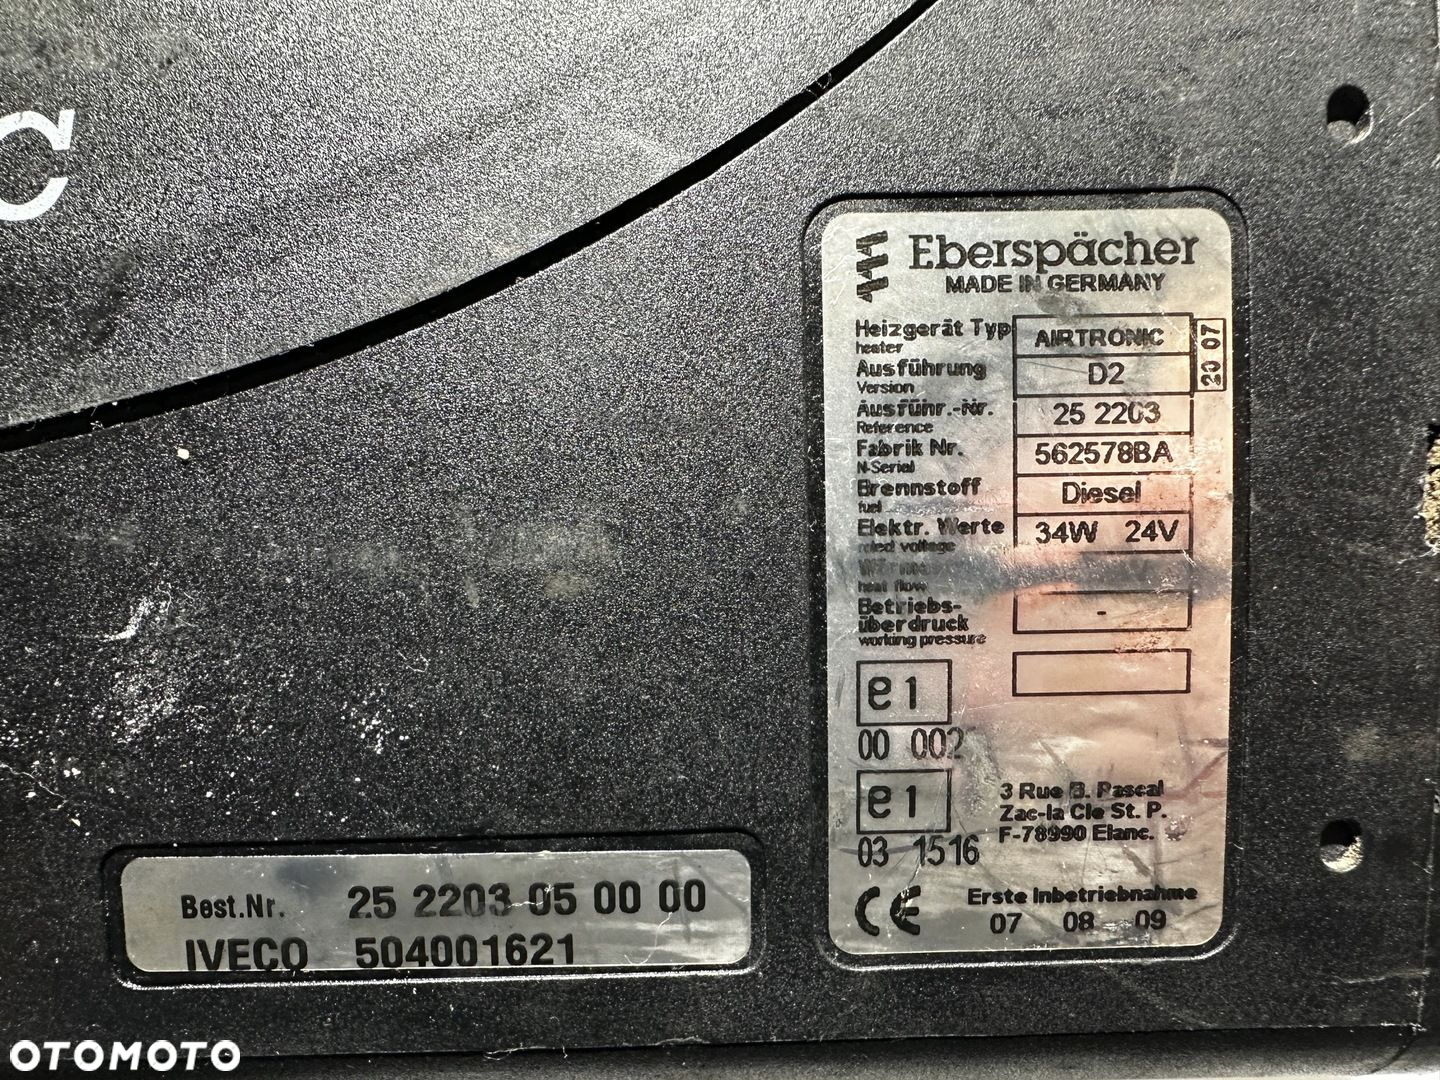 Eberspächer
MADE IN GERMANY
Heizgerät Typ AIRTRONIC
heater
Ausführung D2
Version
20 07
Ausführ.-Nr. 25 2203
Reference
Fabrik Nr. 562578BA
N-Serial
Brennstoff Diesel
fuel
Elektr. Werte 34W 24V
rated voltage
heat flow
Betriebs- -
überdruck
working pressure
e1
00 002
e1
03 1516
3 Rue B. Pascal
Zac-la Cle St. P.
F-78990 Elanc.
CE
Erste Inbetriebnahme
07 08 09
Best.Nr. 25 2203 05 00 00
IVECO 504001621
OTOMOTO